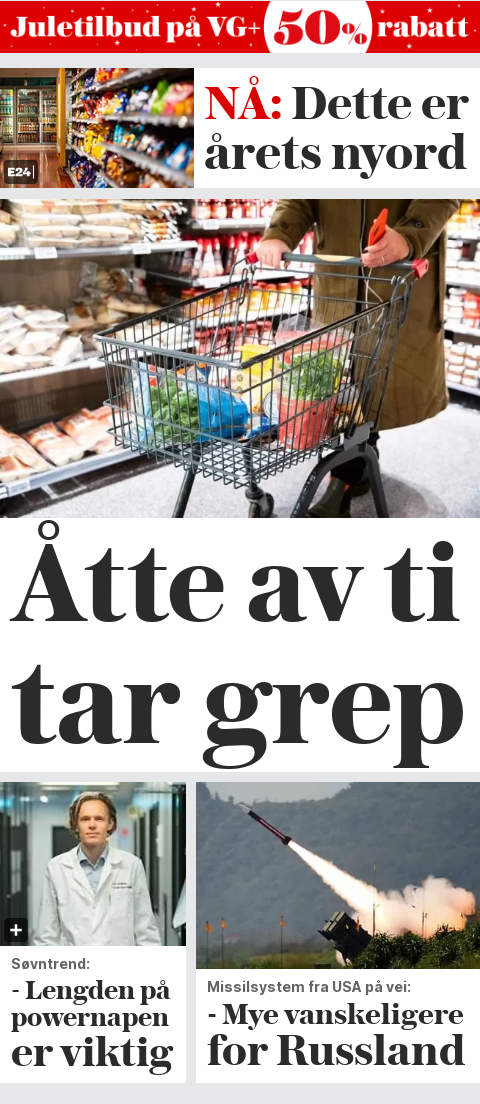 Juletilbud på VG+ 50% rabatt
NÅ: Dette er
årets nyord
E24
Åtte av ti
tar grep
Søvntrend:
- Lengden på
powernapen
er viktig
Missilsystem fra USA på vei:
- Mye vanskeligere
for Russland